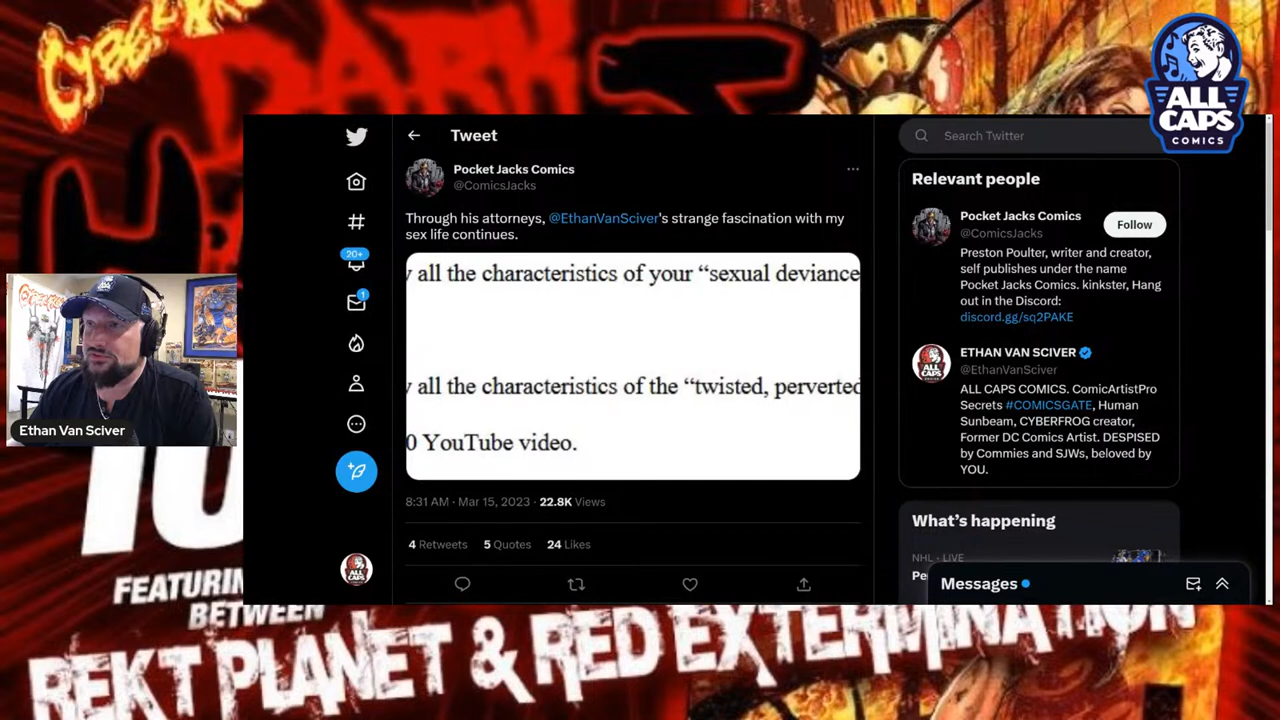 CYBERFRO
DARK
ALL
CAPS
COMICS
Tweet
Search Twitter
Pocket Jacks Comics
@ComicsJacks
Through his attorneys, @EthanVanSciver's strange fascination with my
sex life continues.
all the characteristics of your “sexual deviance
all the characteristics of the “twisted, perverted
0 YouTube video.
8:31 AM · Mar 15, 2023 · 22.8K Views
4 Retweets 5 Quotes 24 Likes
20+
1
Relevant people
Pocket Jacks Comics
@ComicsJacks
Follow
Preston Poulter, writer and creator,
self publishes under the name
Pocket Jacks Comics. kinkster, Hang
out in the Discord:
discord.gg/sq2PAKE
ETHAN VAN SCIVER
@EthanVanSciver
ALL CAPS COMICS. ComicArtistPro
Secrets #COMICSGATE, Human
Sunbeam, CYBERFROG creator,
Former DC Comics Artist. DESPISED
by Commies and SJWs, beloved by
YOU.
What's happening
NHL · LIVE
Messages
Ethan Van Sciver
10
FEATURIN
BETWEEN
REKT PLANET & RED EXTERMINATION